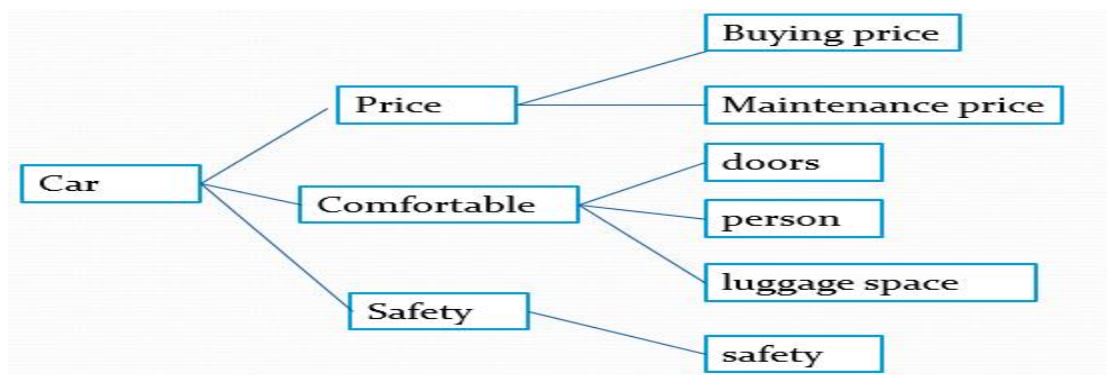 Buying price
Price
Maintenance price
doors
Car
Comfortable
person
luggage space
Safety
safety